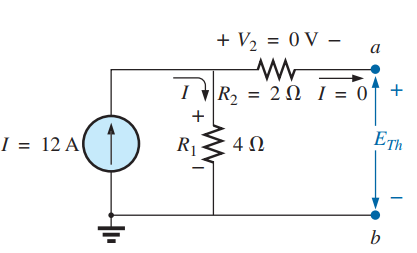 + V₂ = 0 V −
a
I R₂ = 2 Ω I = 0 +
+
I = 12 A R₁ 4 Ω E_Th
− −
b